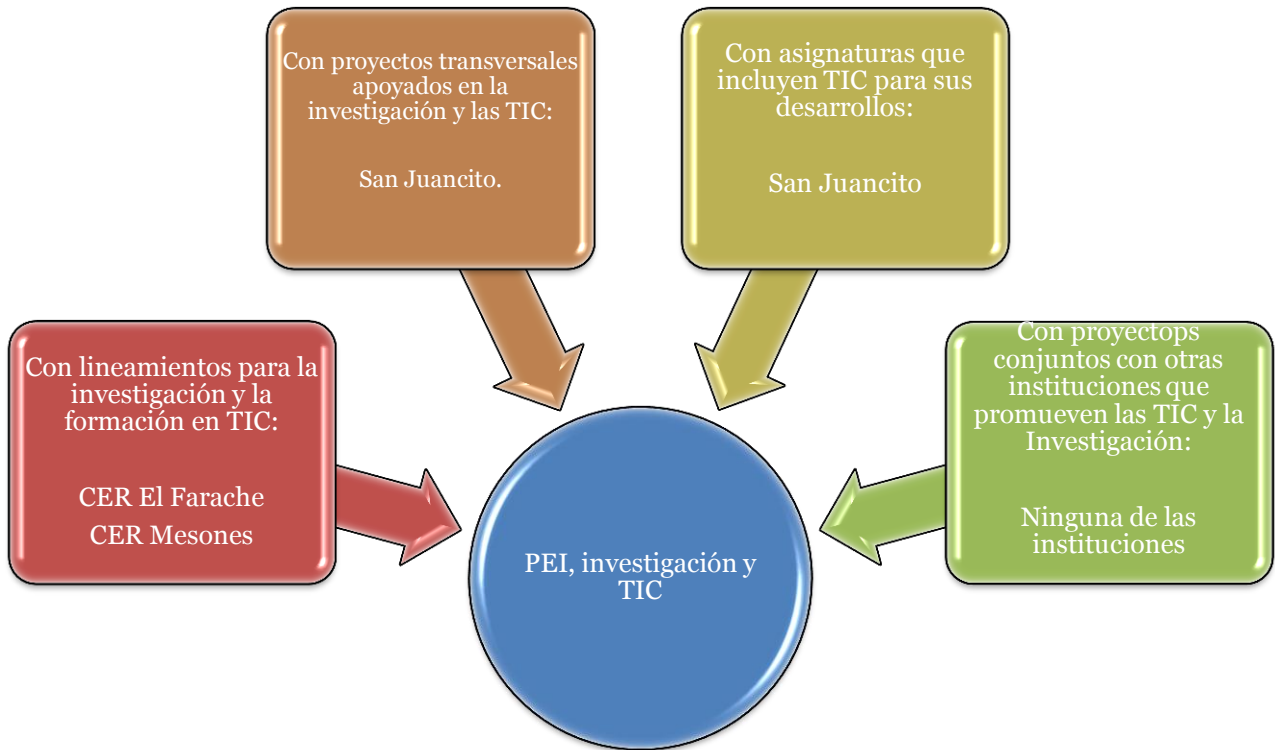 Con proyectos transversales
apoyados en la
investigación y las TIC:
San Juancito.
Con asignaturas que
incluyen TIC para sus
desarrollos:
San Juancito
Con lineamientos para la
investigación y la
formación en TIC:
CER El Farache
CER Mesones
Con proyectops
conjuntos con otras
instituciones que
promueven las TIC y la
Investigación:
Ninguna de las
instituciones
PEI, investigación y
TIC